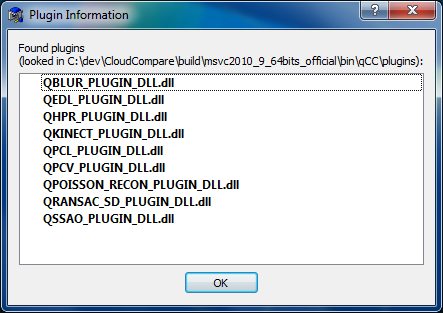 Plugin Information
?
Found plugins
(looked in C:\dev\CloudCompare\build\msvc2010_9_64bits_official\bin\qCC\plugins):
QBLUR_PLUGIN_DLL.dll
QEDL_PLUGIN_DLL.dll
QHPR_PLUGIN_DLL.dll
QKINECT_PLUGIN_DLL.dll
QPCL_PLUGIN_DLL.dll
QPCV_PLUGIN_DLL.dll
QPOISSON_RECON_PLUGIN_DLL.dll
QRANSAC_SD_PLUGIN_DLL.dll
QSSAO_PLUGIN_DLL.dll
OK